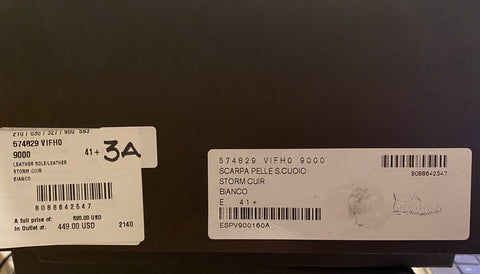 210 / 030 / 327 / 900 593
574829 VIFH0
9000
41+ 3A
LEATHER SOLE/LEATHER
STORM CUIR
BIANCO
8088642547
A full price of: 890.00 USD
In Outlet at: 449.00 USD 2140
574829 VIFH0 9000
SCARPA PELLE S.CUOIO
STORM CUIR
BIANCO
E 41+
ESPV900160A
8088642547